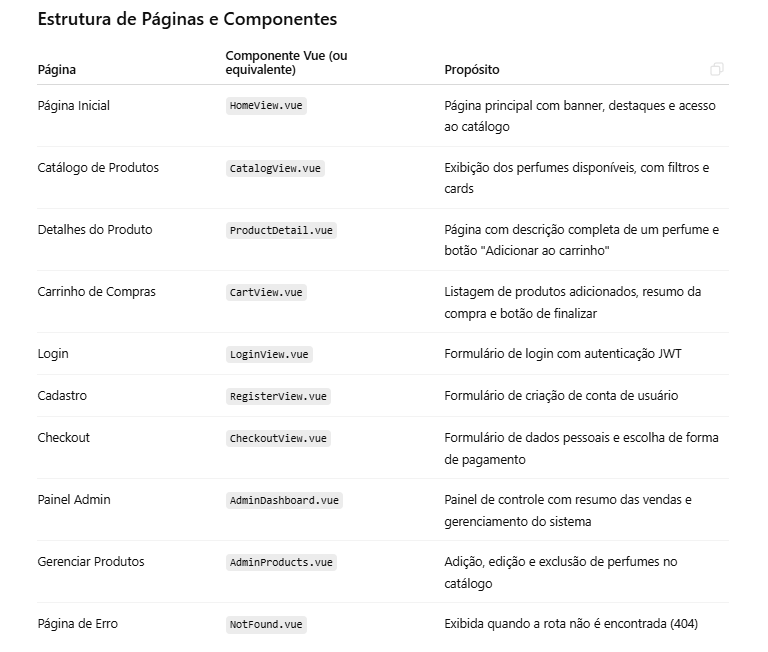 Estrutura de Páginas e Componentes
Página
Componente Vue (ou
equivalente)
Propósito
Página Inicial
HomeView.vue
Página principal com banner, destaques e acesso
ao catálogo
Catálogo de Produtos
CatalogView.vue
Exibição dos perfumes disponíveis, com filtros e
cards
Detalhes do Produto
ProductDetail.vue
Página com descrição completa de um perfume e
botão "Adicionar ao carrinho"
Carrinho de Compras
CartView.vue
Listagem de produtos adicionados, resumo da
compra e botão de finalizar
Login
LoginView.vue
Formulário de login com autenticação JWT
Cadastro
RegisterView.vue
Formulário de criação de conta de usuário
Checkout
CheckoutView.vue
Formulário de dados pessoais e escolha de forma
de pagamento
Painel Admin
AdminDashboard.vue
Painel de controle com resumo das vendas e
gerenciamento do sistema
Gerenciar Produtos
AdminProducts.vue
Adição, edição e exclusão de perfumes no
catálogo
Página de Erro
NotFound.vue
Exibida quando a rota não é encontrada (404)